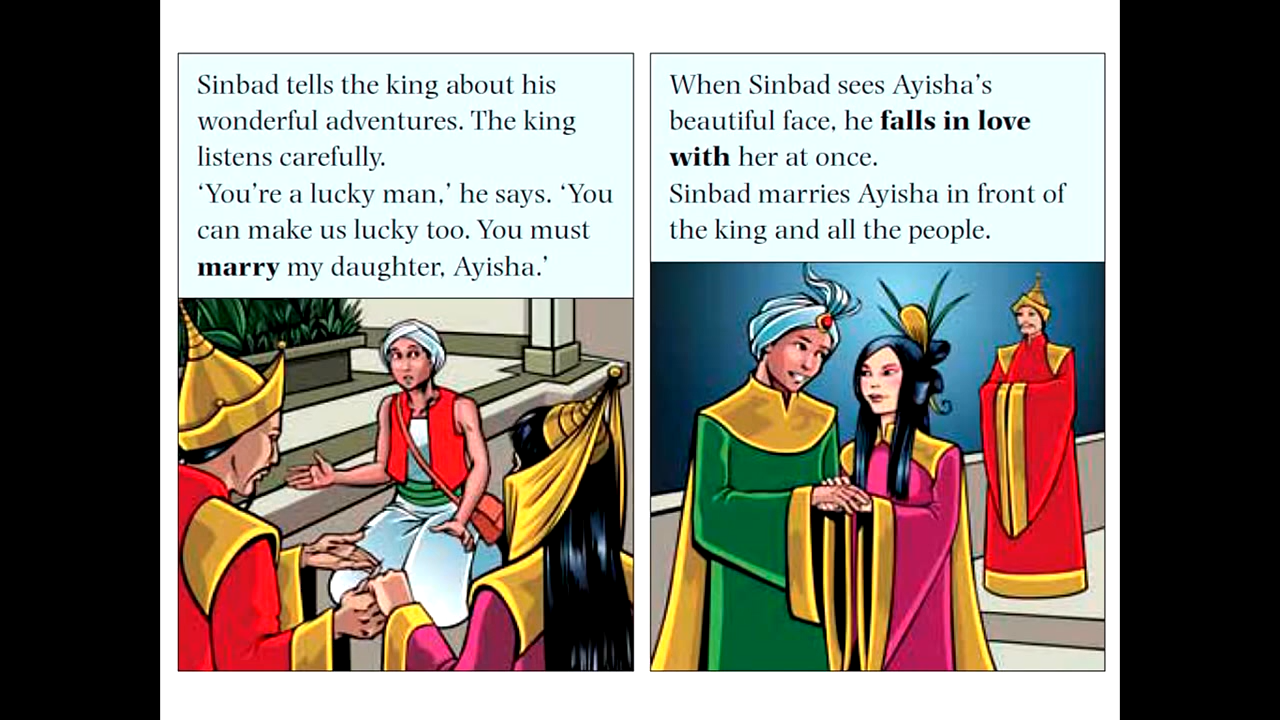 Sinbad tells the king about his
wonderful adventures. The king
listens carefully.
‘You’re a lucky man,’ he says. ‘You
can make us lucky too. You must
marry my daughter, Ayisha.’
When Sinbad sees Ayisha’s
beautiful face, he falls in love
with her at once.
Sinbad marries Ayisha in front of
the king and all the people.